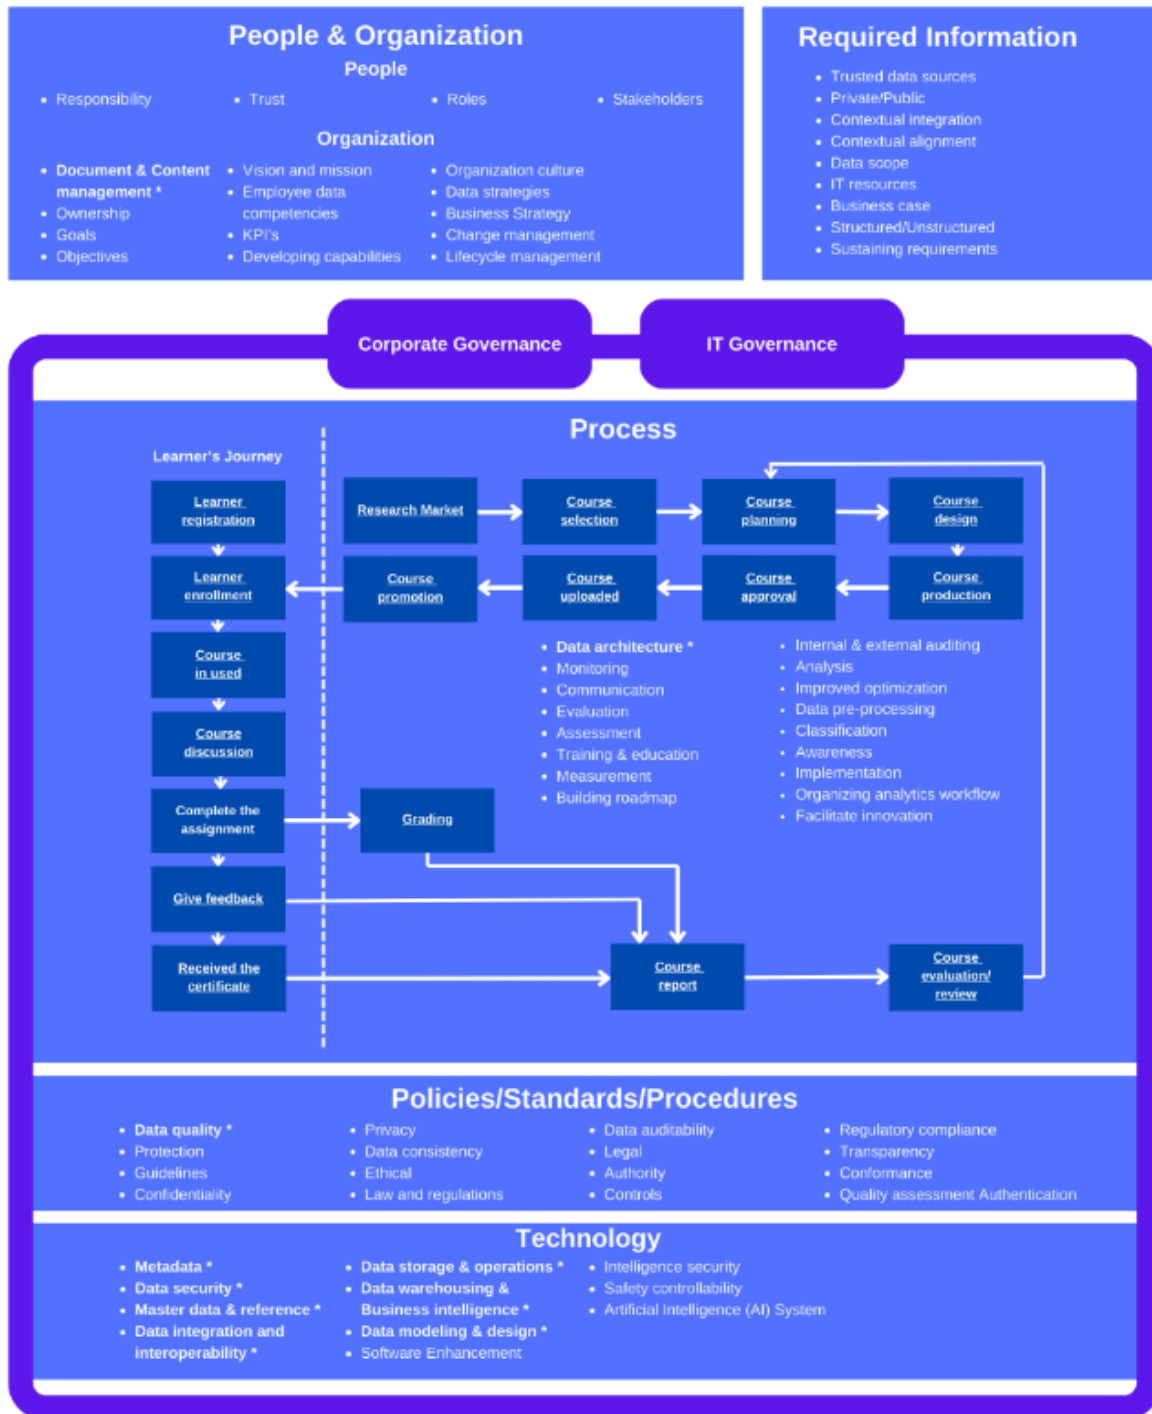 People & Organization
People
• Responsibility
• Trust
• Roles
• Stakeholders
Organization
• Document & Content
management *
• Ownership
• Goals
• Objectives
• Vision and mission
• Employee data
competencies
• KPI's
• Developing capabilities
• Organization culture
• Data strategies
• Business Strategy
• Change management
• Lifecycle management
Required Information
• Trusted data sources
• Private/Public
• Contextual integration
• Contextual alignment
• Data scope
• IT resources
• Business case
• Structured/Unstructured
• Sustaining requirements
Corporate Governance
IT Governance
Process
Learner's Journey
Learner
registration
Learner
enrollment
Course
in used
Course
discussion
Complete the
assignment
Give feedback
Received the
certificate
Research Market
Course
selection
Course
planning
Course
design
Course
promotion
Course
uploaded
Course
approval
Course
production
• Data architecture *
• Monitoring
• Communication
• Evaluation
• Assessment
• Training & education
• Measurement
• Building roadmap
• Internal & external auditing
• Analysis
• Improved optimization
• Data pre-processing
• Classification
• Awareness
• Implementation
• Organizing analytics workflow
• Facilitate innovation
Grading
Course
report
Course
evaluation/
review
Policies/Standards/Procedures
• Data quality *
• Protection
• Guidelines
• Confidentiality
• Privacy
• Data consistency
• Ethical
• Law and regulations
• Data auditability
• Legal
• Authority
• Controls
• Regulatory compliance
• Transparency
• Conformance
• Quality assessment Authentication
Technology
• Metadata *
• Data security *
• Master data & reference *
• Data integration and
interoperability *
• Data storage & operations *
• Data warehousing &
Business intelligence *
• Data modeling & design *
• Software Enhancement
• Intelligence security
• Safety controllability
• Artificial Intelligence (AI) System